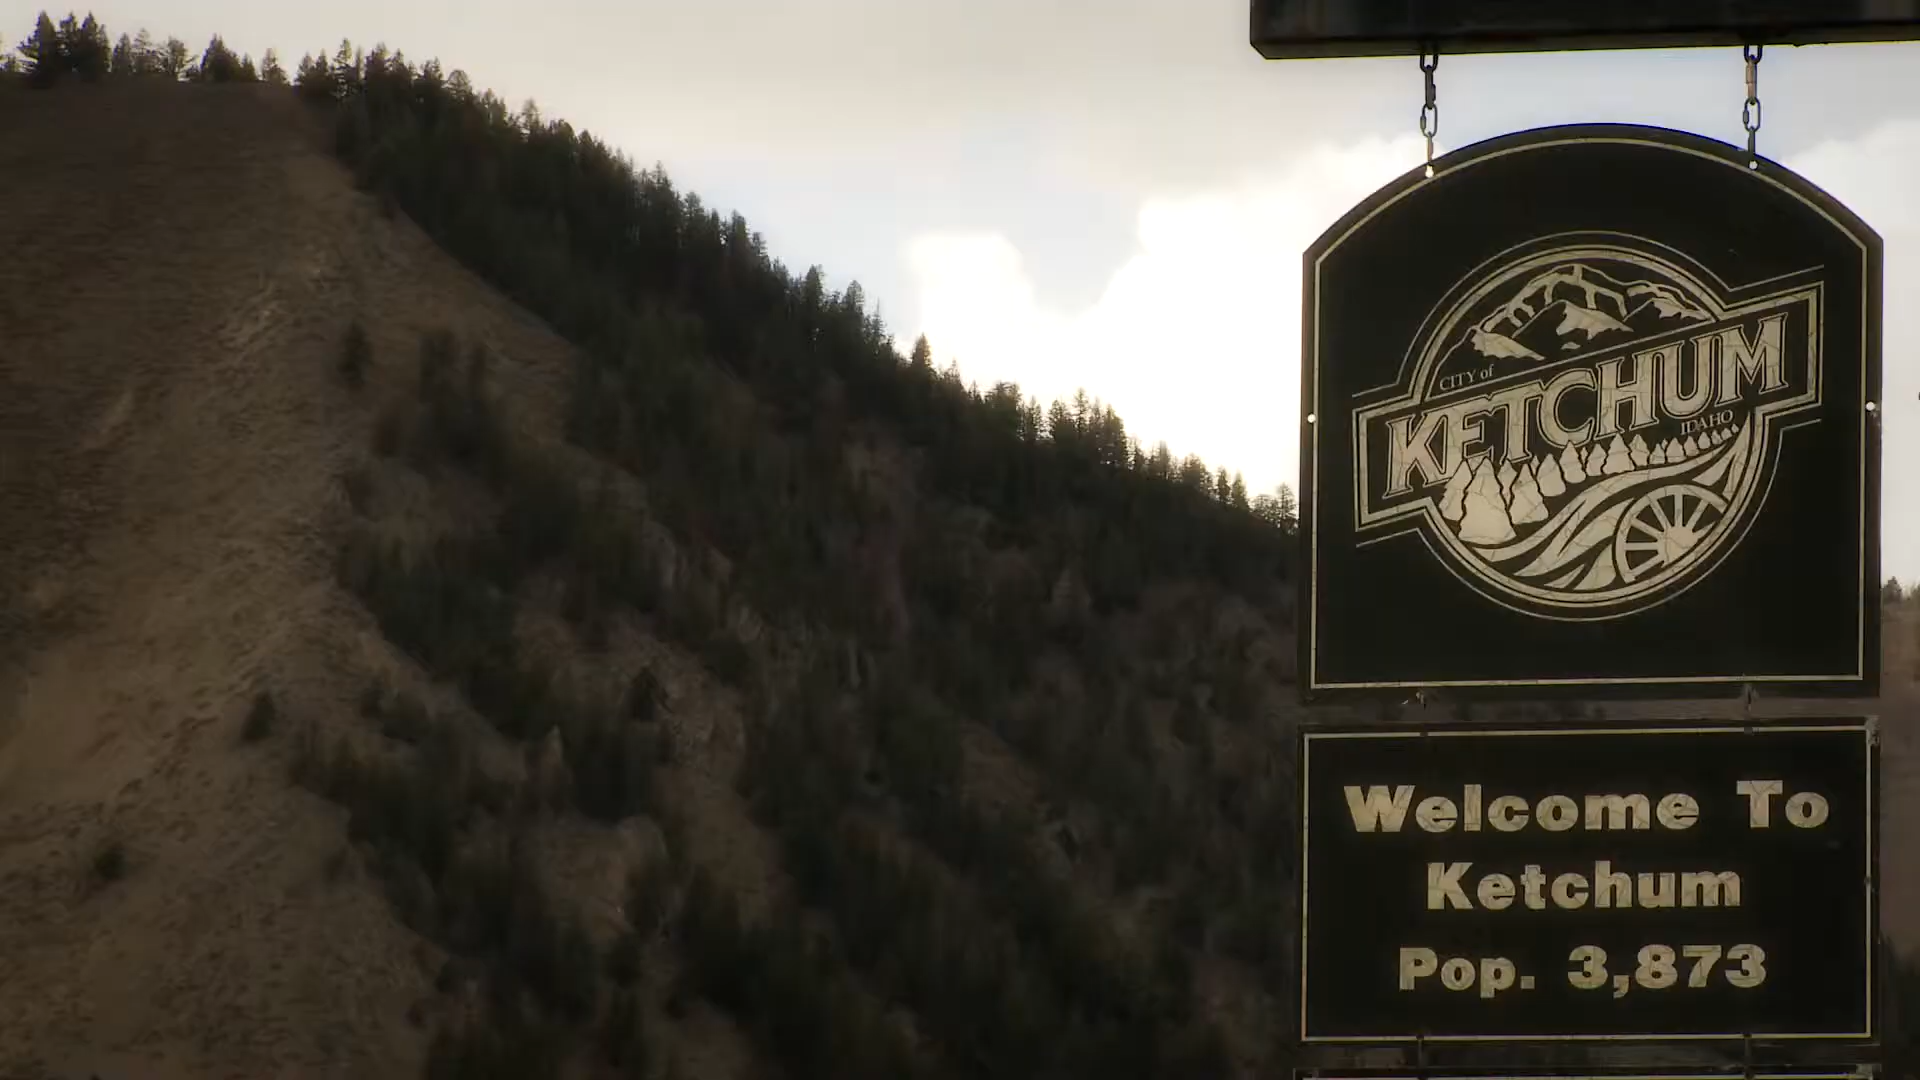 CITY of
KETCHUM
IDAHO
Welcome To
Ketchum
Pop. 3,873